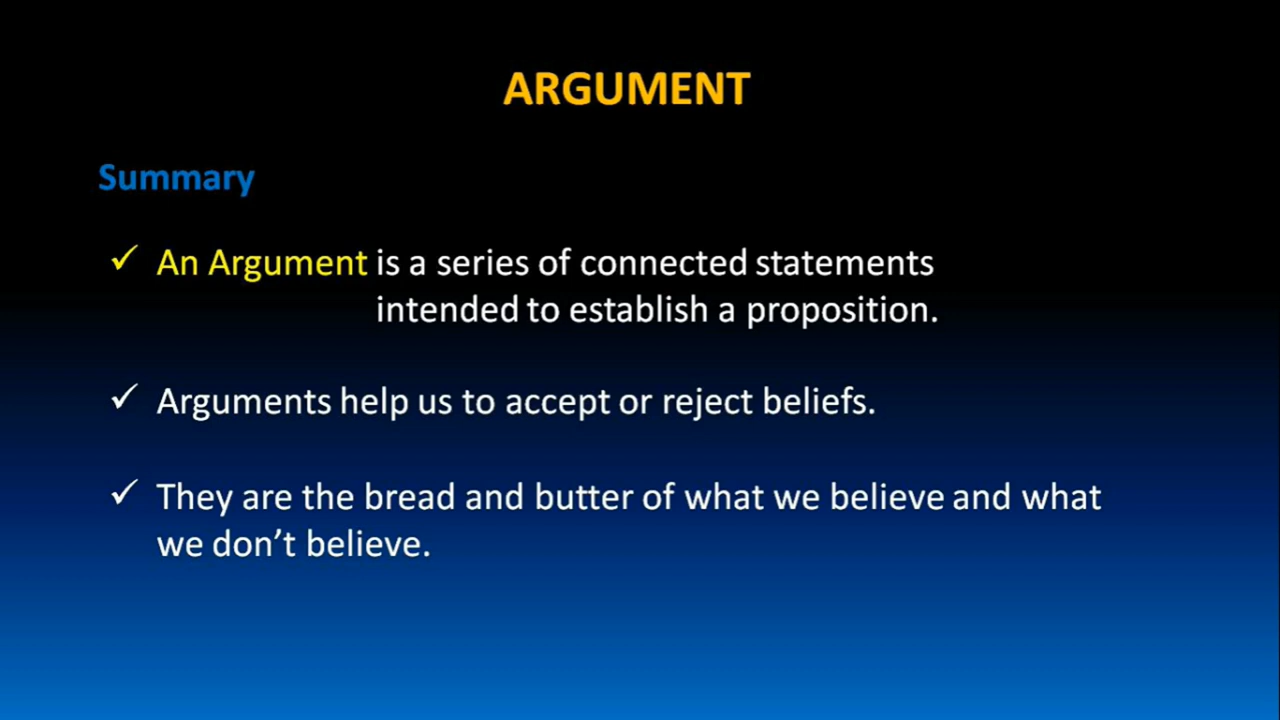 ARGUMENT
Summary
✓ An Argument is a series of connected statements
intended to establish a proposition.
✓ Arguments help us to accept or reject beliefs.
✓ They are the bread and butter of what we believe and what
we don’t believe.